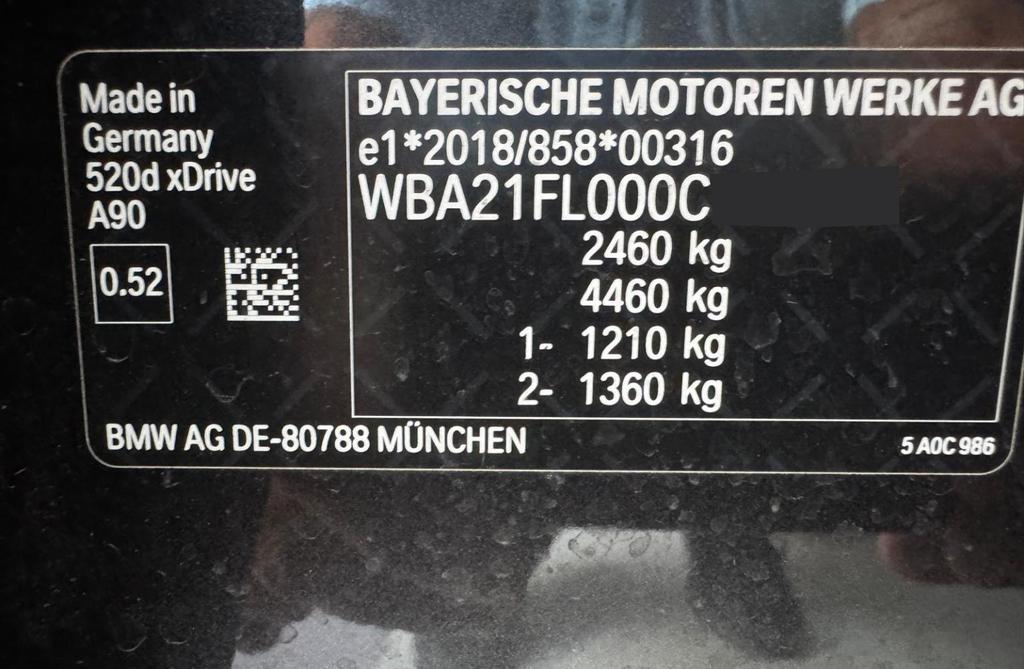 Made in
Germany
520d xDrive
A90
0.52
BAYERISCHE MOTOREN WERKE AG
e1*2018/858*00316
WBA21FL000C
2460 kg
4460 kg
1- 1210 kg
2- 1360 kg
BMW AG DE-80788 MÜNCHEN
5 A0C 986